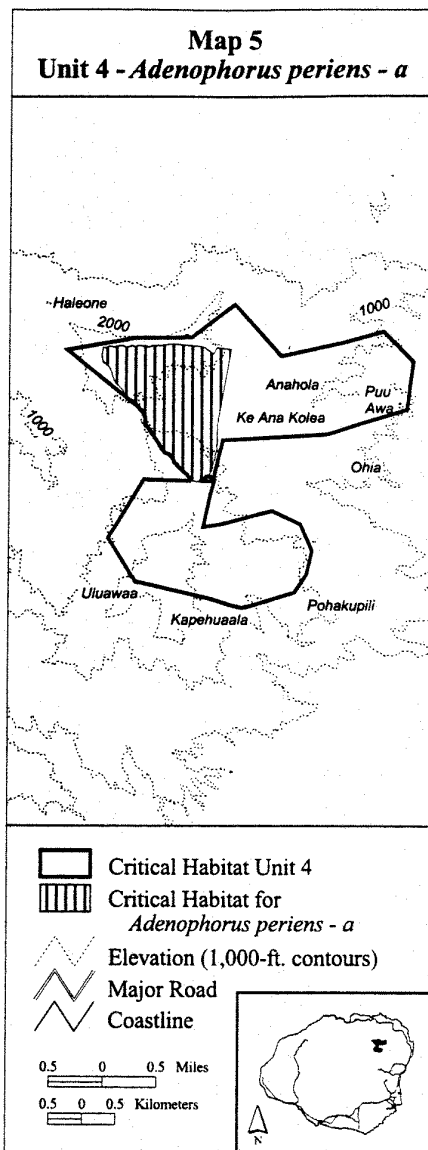 Map 5
Unit 4 - Adenophorus periens - a
Haleone
2000
1000
Anahola
Puu
Awa
Ke Ana Kolea
1000
Ohia
Uluawaa
Kapehuaala
Pohakupili
Critical Habitat Unit 4
Critical Habitat for
Adenophorus periens - a
Elevation (1,000-ft. contours)
Major Road
Coastline
0.5 0 0.5 Miles
0.5 0 0.5 Kilometers
N